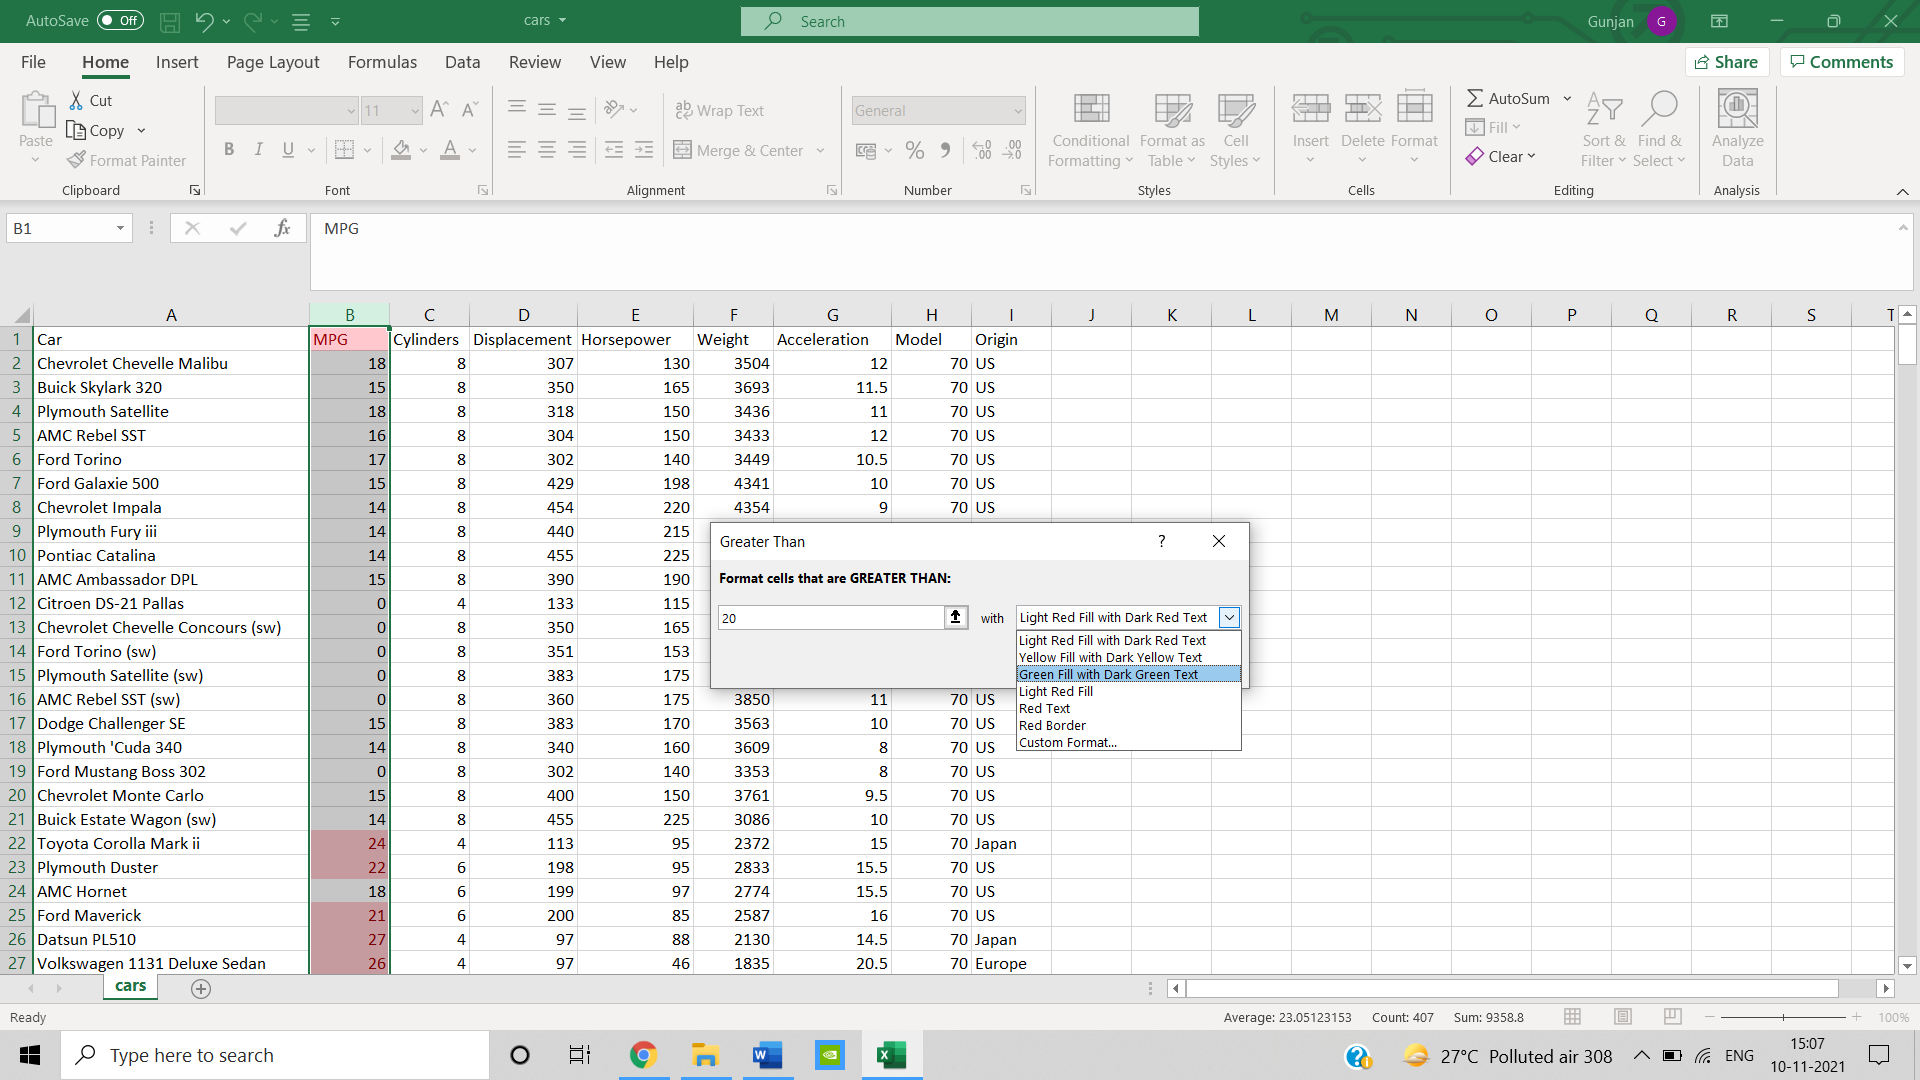 AutoSave Off cars Search Gunjan G
File Home Insert Page Layout Formulas Data Review View Help Share Comments
Paste Cut Copy Format Painter
Clipboard
11 B I U
Font
Wrap Text
Merge & Center
Alignment
General
% 9
Number
Conditional Formatting Format as Table Cell Styles
Styles
Insert Delete Format
Cells
AutoSum Fill Clear Sort & Filter Find & Select
Editing
Analyze Data
Analysis
B1 fx MPG
A B C D E F G H I J K L M N O P Q R S T
1 Car MPG Cylinders Displacement Horsepower Weight Acceleration Model Origin
2 Chevrolet Chevelle Malibu 18 8 307 130 3504 12 70 US
3 Buick Skylark 320 15 8 350 165 3693 11.5 70 US
4 Plymouth Satellite 18 8 318 150 3436 11 70 US
5 AMC Rebel SST 16 8 304 150 3433 12 70 US
6 Ford Torino 17 8 302 140 3449 10.5 70 US
7 Ford Galaxie 500 15 8 429 198 4341 10 70 US
8 Chevrolet Impala 14 8 454 220 4354 9 70 US
9 Plymouth Fury iii 14 8 440 215
10 Pontiac Catalina 14 8 455 225
11 AMC Ambassador DPL 15 8 390 190
12 Citroen DS-21 Pallas 0 4 133 115
13 Chevrolet Chevelle Concours (sw) 0 8 350 165
14 Ford Torino (sw) 0 8 351 153
15 Plymouth Satellite (sw) 0 8 383 175
16 AMC Rebel SST (sw) 0 8 360 175 3850 11 70 US
17 Dodge Challenger SE 15 8 383 170 3563 10 70 US
18 Plymouth 'Cuda 340 14 8 340 160 3609 8 70 US
19 Ford Mustang Boss 302 0 8 302 140 3353 8 70 US
20 Chevrolet Monte Carlo 15 8 400 150 3761 9.5 70 US
21 Buick Estate Wagon (sw) 14 8 455 225 3086 10 70 US
22 Toyota Corolla Mark ii 24 4 113 95 2372 15 70 Japan
23 Plymouth Duster 22 6 198 95 2833 15.5 70 US
24 AMC Hornet 18 6 199 97 2774 15.5 70 US
25 Ford Maverick 21 6 200 85 2587 16 70 US
26 Datsun PL510 27 4 97 88 2130 14.5 70 Japan
27 Volkswagen 1131 Deluxe Sedan 26 4 97 46 1835 20.5 70 Europe
Greater Than ?
Format cells that are GREATER THAN:
20 with Light Red Fill with Dark Red Text
Light Red Fill with Dark Red Text
Yellow Fill with Dark Yellow Text
Green Fill with Dark Green Text
Light Red Fill
Red Text
Red Border
Custom Format...
cars
Ready Average: 23.05123153 Count: 407 Sum: 9358.8 100%
Type here to search 27°C Polluted air 308 ENG 15:07
10-11-2021